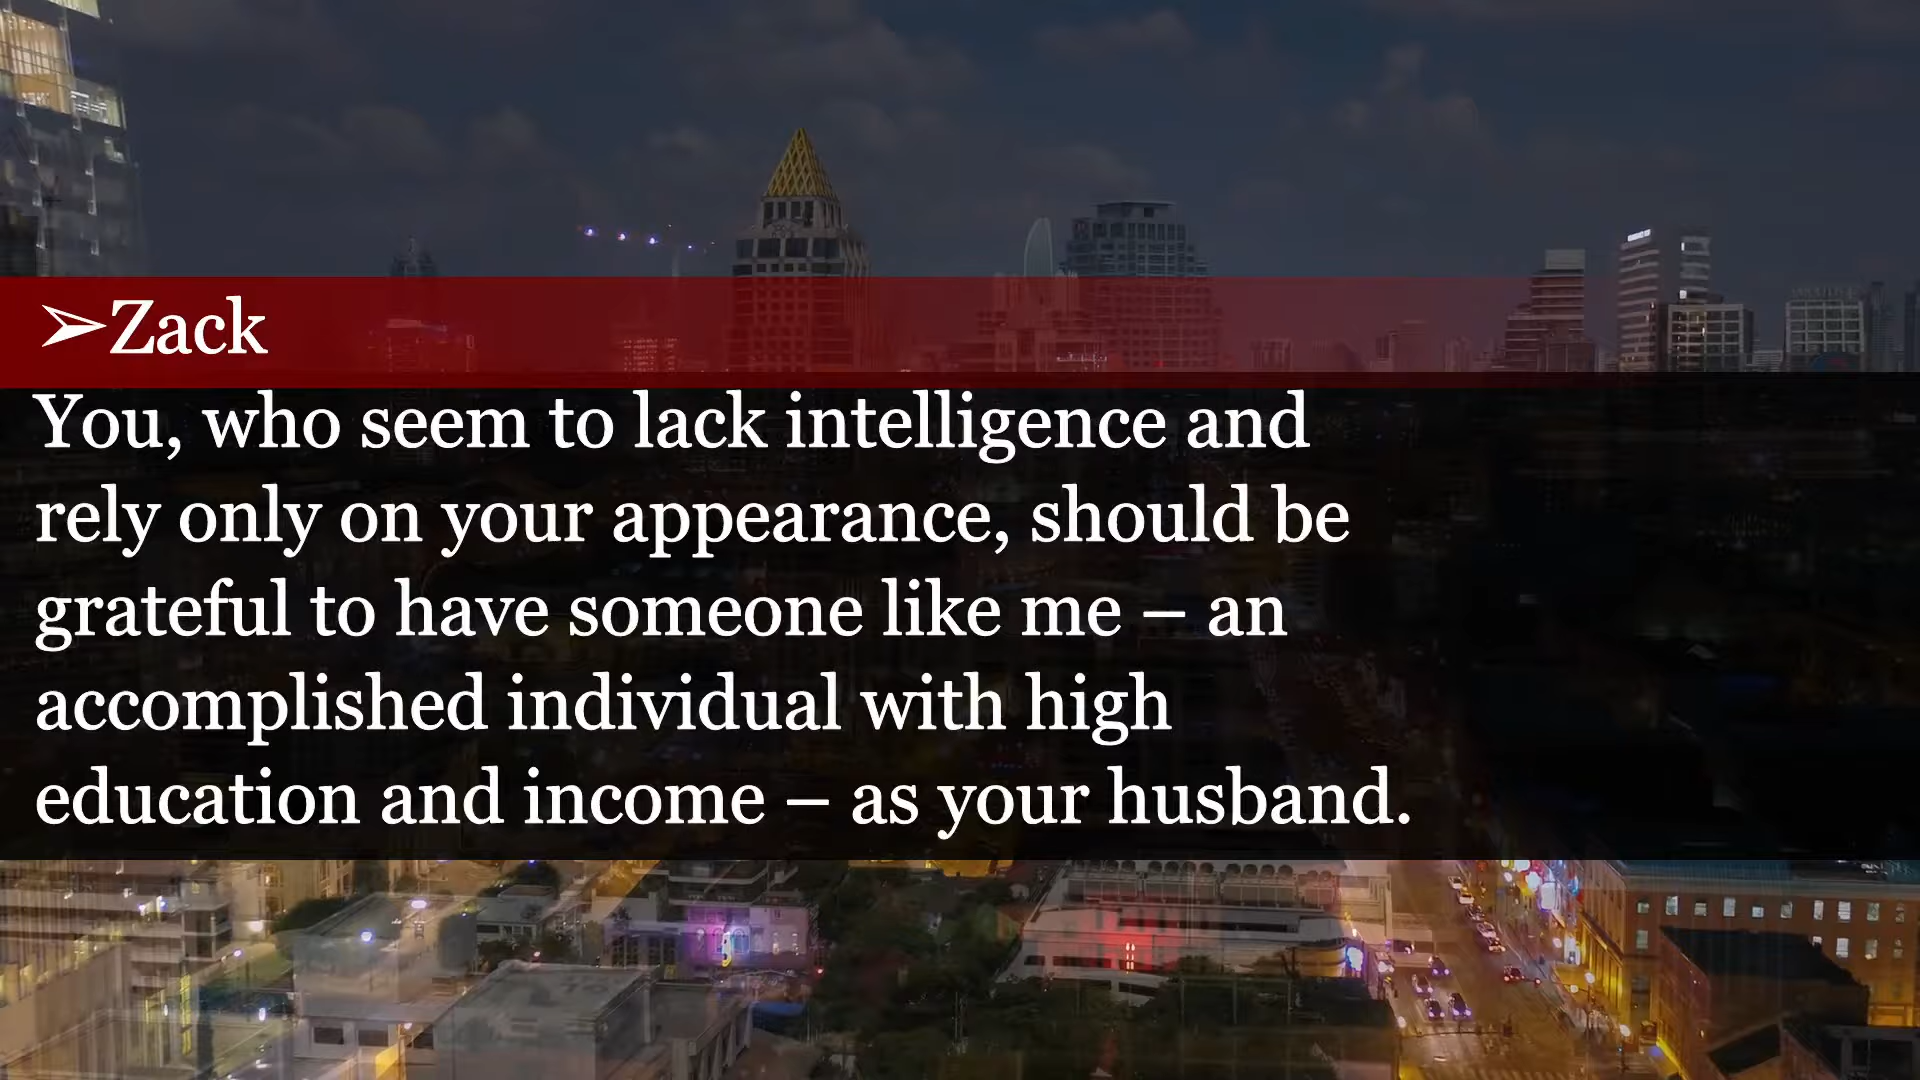 ➢Zack
You, who seem to lack intelligence and
rely only on your appearance, should be
grateful to have someone like me – an
accomplished individual with high
education and income – as your husband.